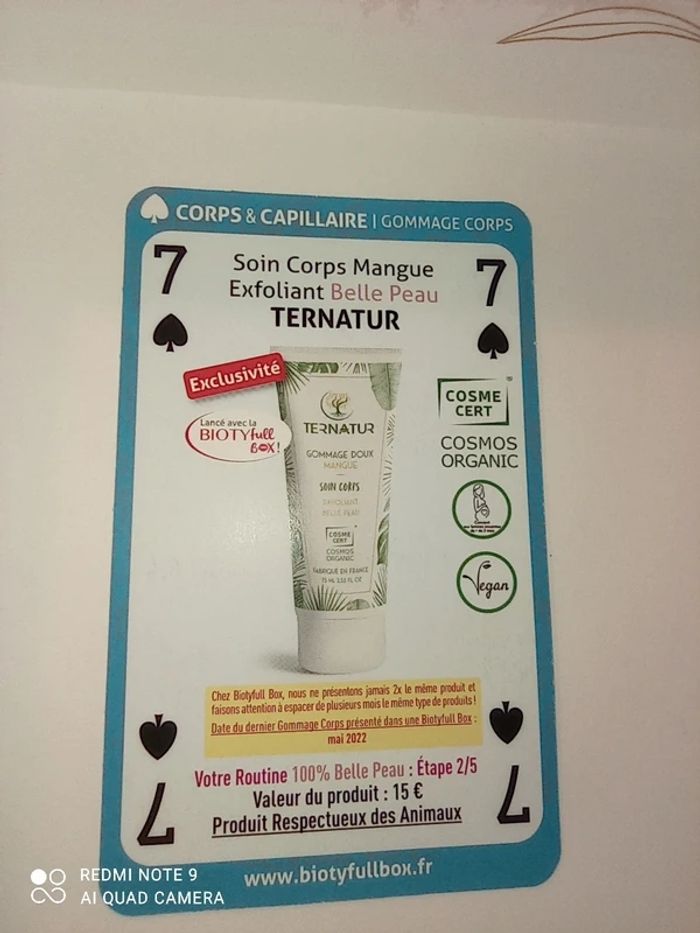 CORPS & CAPILLAIRE | GOMMAGE CORPS
7
7
Soin Corps Mangue
Exfoliant Belle Peau
TERNATUR
Exclusivité
Lancé avec la
BIOTYfull
BOX!
TERNATUR
GOMMAGE DOUX
MANGUE
SOIN CORPS
EXFOLIANT
BELLE PEAU
COSME
CERT
COSMOS
ORGANIC
FABRIQUE EN FRANCE
COSME
CERT
®
COSMOS
ORGANIC
Vegan
Chez Biotyfull Box, nous ne présentons jamais 2x le même produit et
faisons attention à espacer de plusieurs mois le même type de produits !
Date du dernier Gommage Corps présenté dans une Biotyfull Box :
mai 2022
Votre Routine 100% Belle Peau : Étape 2/5
Valeur du produit : 15 €
Produit Respectueux des Animaux
7
7
www.biotyfullbox.fr
REDMI NOTE 9
AI QUAD CAMERA